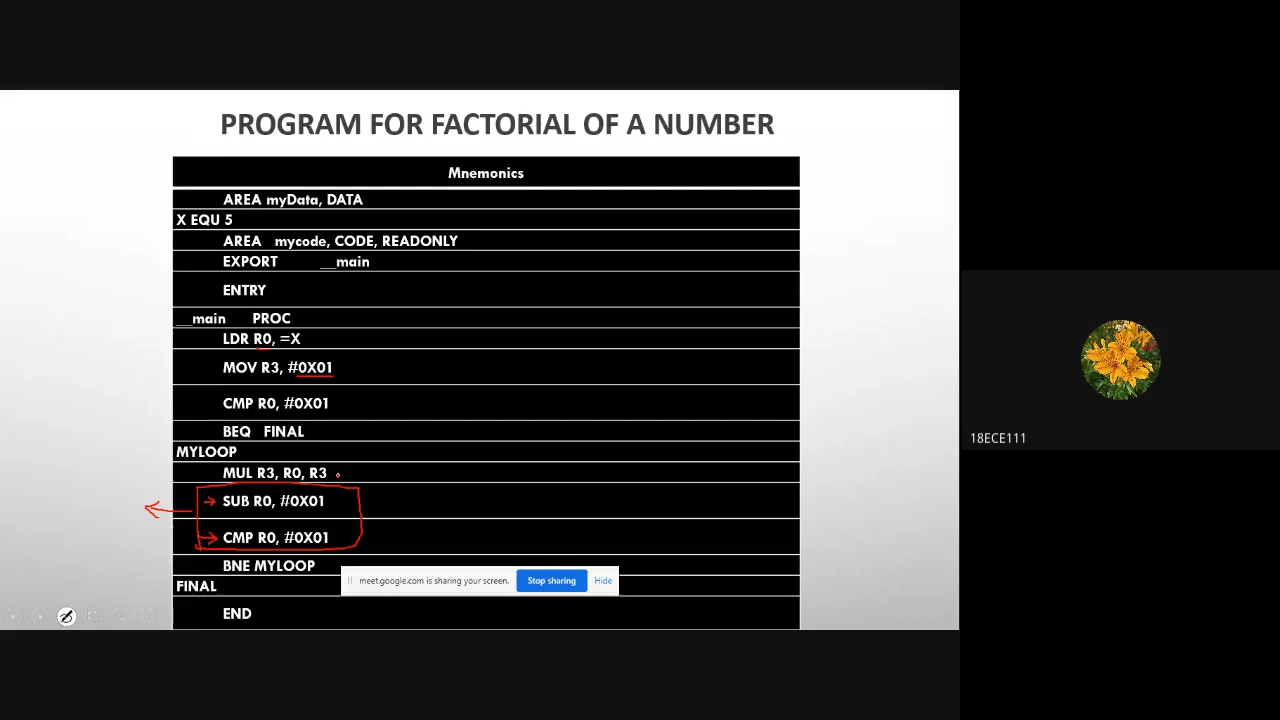 PROGRAM FOR FACTORIAL OF A NUMBER
Mnemonics
AREA myData, DATA
X EQU 5
AREA mycode, CODE, READONLY
EXPORT __main
ENTRY
__main PROC
LDR R0, =X
MOV R3, #0X01
CMP R0, #0X01
BEQ FINAL
MYLOOP
MUL R3, R0, R3
SUB R0, #0X01
CMP R0, #0X01
BNE MYLOOP
FINAL
END
meet.google.com is sharing your screen. Stop sharing Hide
18ECE111